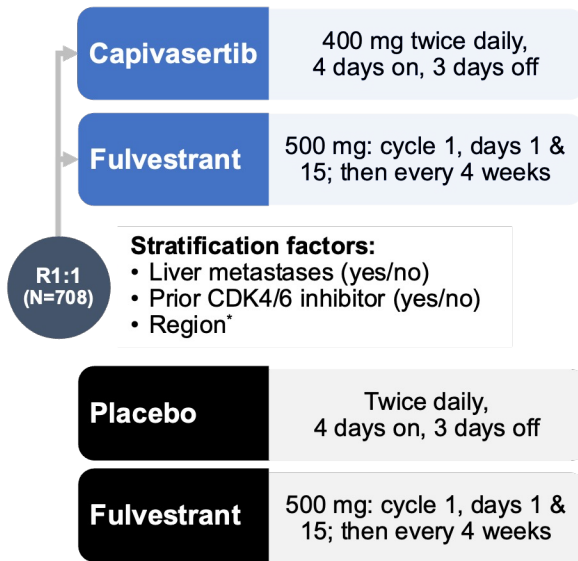 Capivasertib
400 mg twice daily,
4 days on, 3 days off
Fulvestrant
500 mg: cycle 1, days 1 &
15; then every 4 weeks
R1:1
(N=708)
Stratification factors:
• Liver metastases (yes/no)
• Prior CDK4/6 inhibitor (yes/no)
• Region*
Placebo
Twice daily,
4 days on, 3 days off
Fulvestrant
500 mg: cycle 1, days 1 &
15; then every 4 weeks